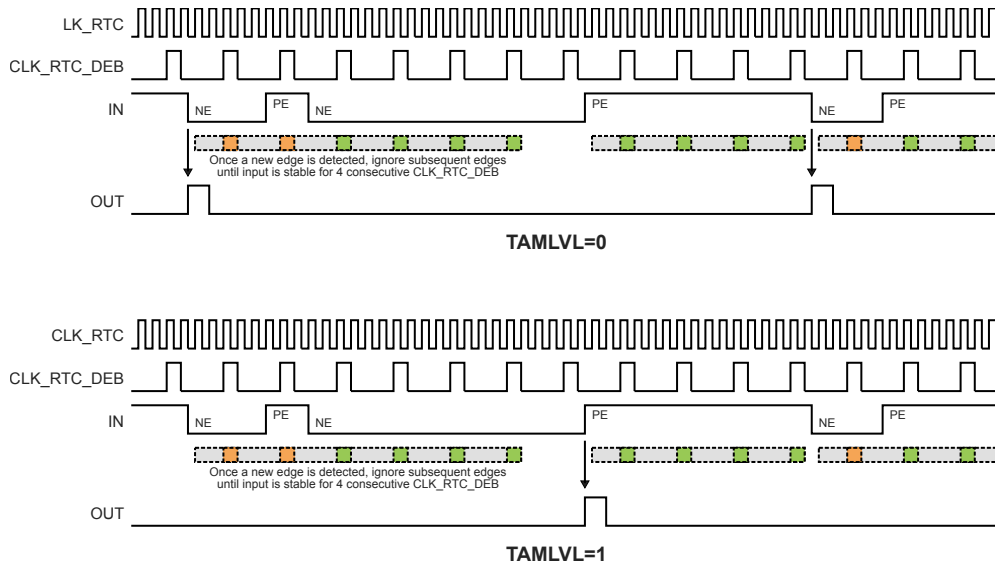 LK_RTC
CLK_RTC_DEB
IN
NE
PE
NE
PE
NE
PE
Once a new edge is detected, ignore subsequent edges
until input is stable for 4 consecutive CLK_RTC_DEB
OUT
TAMLVL=0
CLK_RTC
CLK_RTC_DEB
IN
NE
PE
NE
PE
NE
PE
Once a new edge is detected, ignore subsequent edges
until input is stable for 4 consecutive CLK_RTC_DEB
OUT
TAMLVL=1